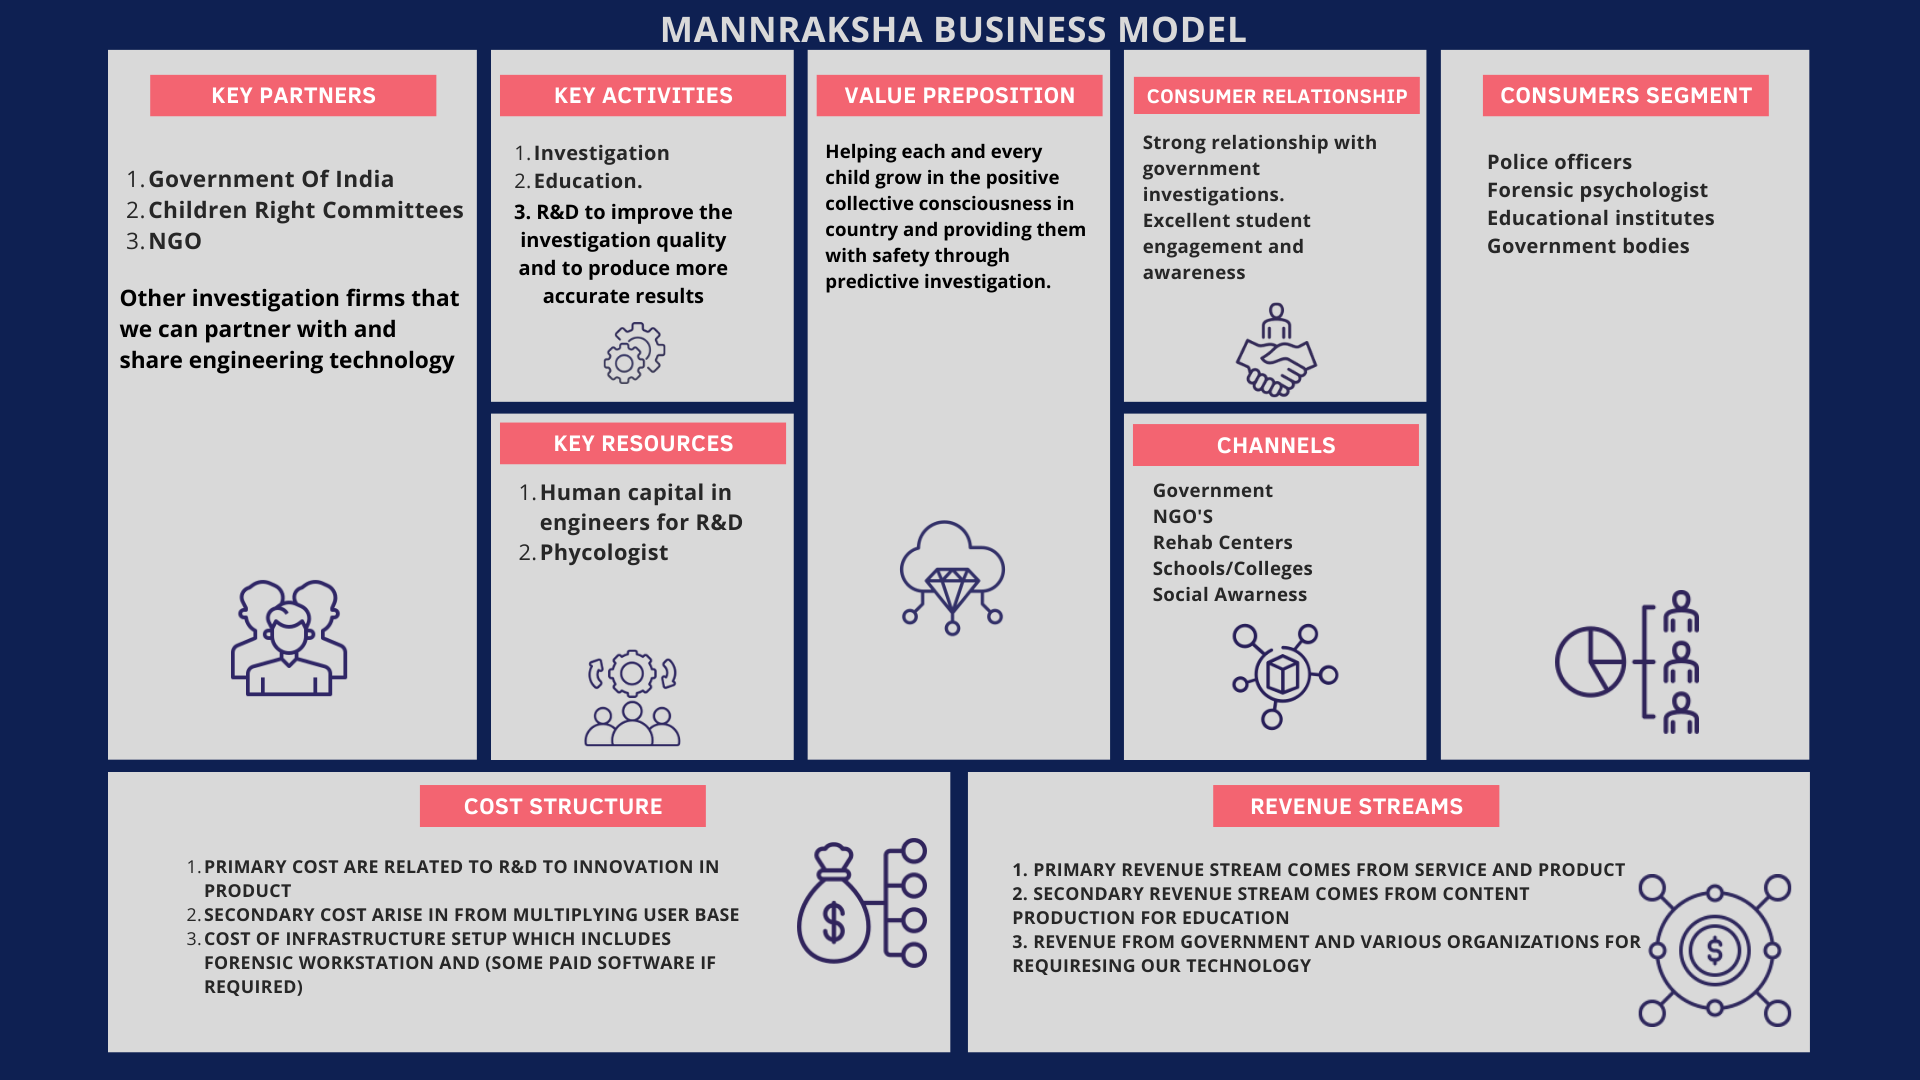 MANNRAKSHA BUSINESS MODEL
KEY PARTNERS
1. Government Of India
2. Children Right Committees
3. NGO
Other investigation firms that
we can partner with and
share engineering technology
KEY ACTIVITIES
1. Investigation
2. Education.
3. R&D to improve the
investigation quality
and to produce more
accurate results
KEY RESOURCES
1. Human capital in
engineers for R&D
2. Phycologist
VALUE PREPOSITION
Helping each and every
child grow in the positive
collective consciousness in
country and providing them
with safety through
predictive investigation.
CONSUMER RELATIONSHIP
Strong relationship with
government
investigations.
Excellent student
engagement and
awareness
CHANNELS
Government
NGO'S
Rehab Centers
Schools/Colleges
Social Awarness
CONSUMERS SEGMENT
Police officers
Forensic psychologist
Educational institutes
Government bodies
COST STRUCTURE
1. PRIMARY COST ARE RELATED TO R&D TO INNOVATION IN
PRODUCT
2. SECONDARY COST ARISE IN FROM MULTIPLYING USER BASE
3. COST OF INFRASTRUCTURE SETUP WHICH INCLUDES
FORENSIC WORKSTATION AND (SOME PAID SOFTWARE IF
REQUIRED)
$
REVENUE STREAMS
1. PRIMARY REVENUE STREAM COMES FROM SERVICE AND PRODUCT
2. SECONDARY REVENUE STREAM COMES FROM CONTENT
PRODUCTION FOR EDUCATION
3. REVENUE FROM GOVERNMENT AND VARIOUS ORGANIZATIONS FOR
REQUIRESING OUR TECHNOLOGY
$